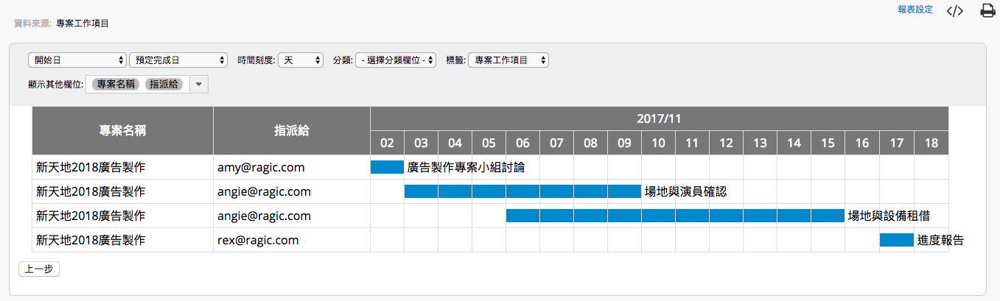 報表設定 </>
資料來源: 專案工作項目
開始日 預定完成日 時間刻度: 天 分類: - 選擇分類欄位 - 標籤: 專案工作項目
顯示其他欄位: 專案名稱 指派給
專案名稱 指派給 2017/11
02 03 04 05 06 07 08 09 10 11 12 13 14 15 16 17 18
新天地2018廣告製作 amy@ragic.com 廣告製作專案小組討論
新天地2018廣告製作 angie@ragic.com 場地與演員確認
新天地2018廣告製作 angie@ragic.com 場地與設備租借
新天地2018廣告製作 rex@ragic.com 進度報告
上一步